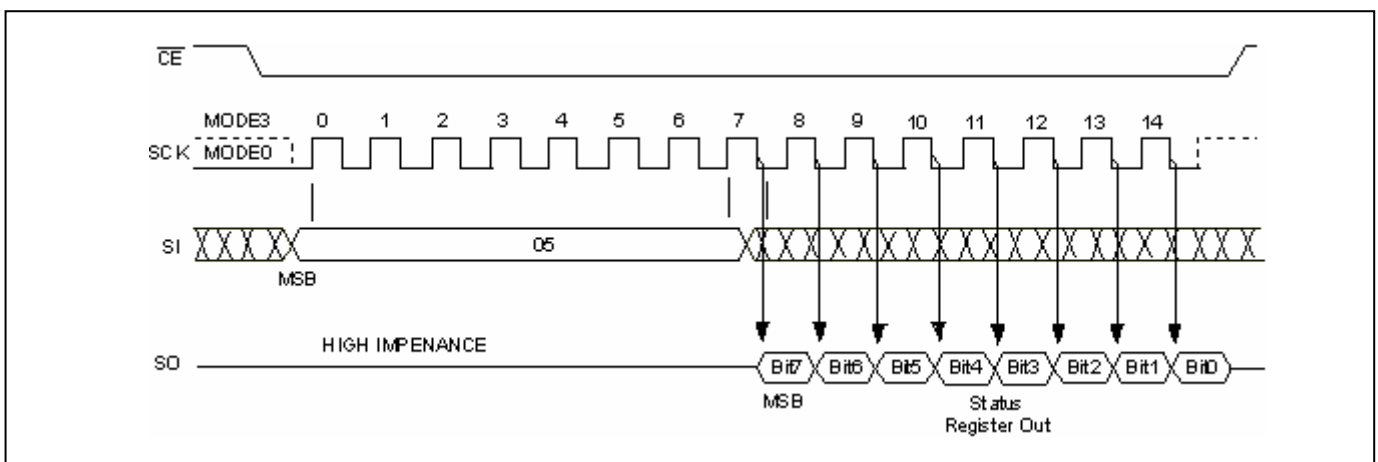 CE
MODE3 0 1 2 3 4 5 6 7 8 9 10 11 12 13 14
SCK MODE0
SI 05
MSB
HIGH IMPENANCE
SO Bit7 Bit6 Bit5 Bit4 Bit3 Bit2 Bit1 Bit0
MSB Status
Register Out